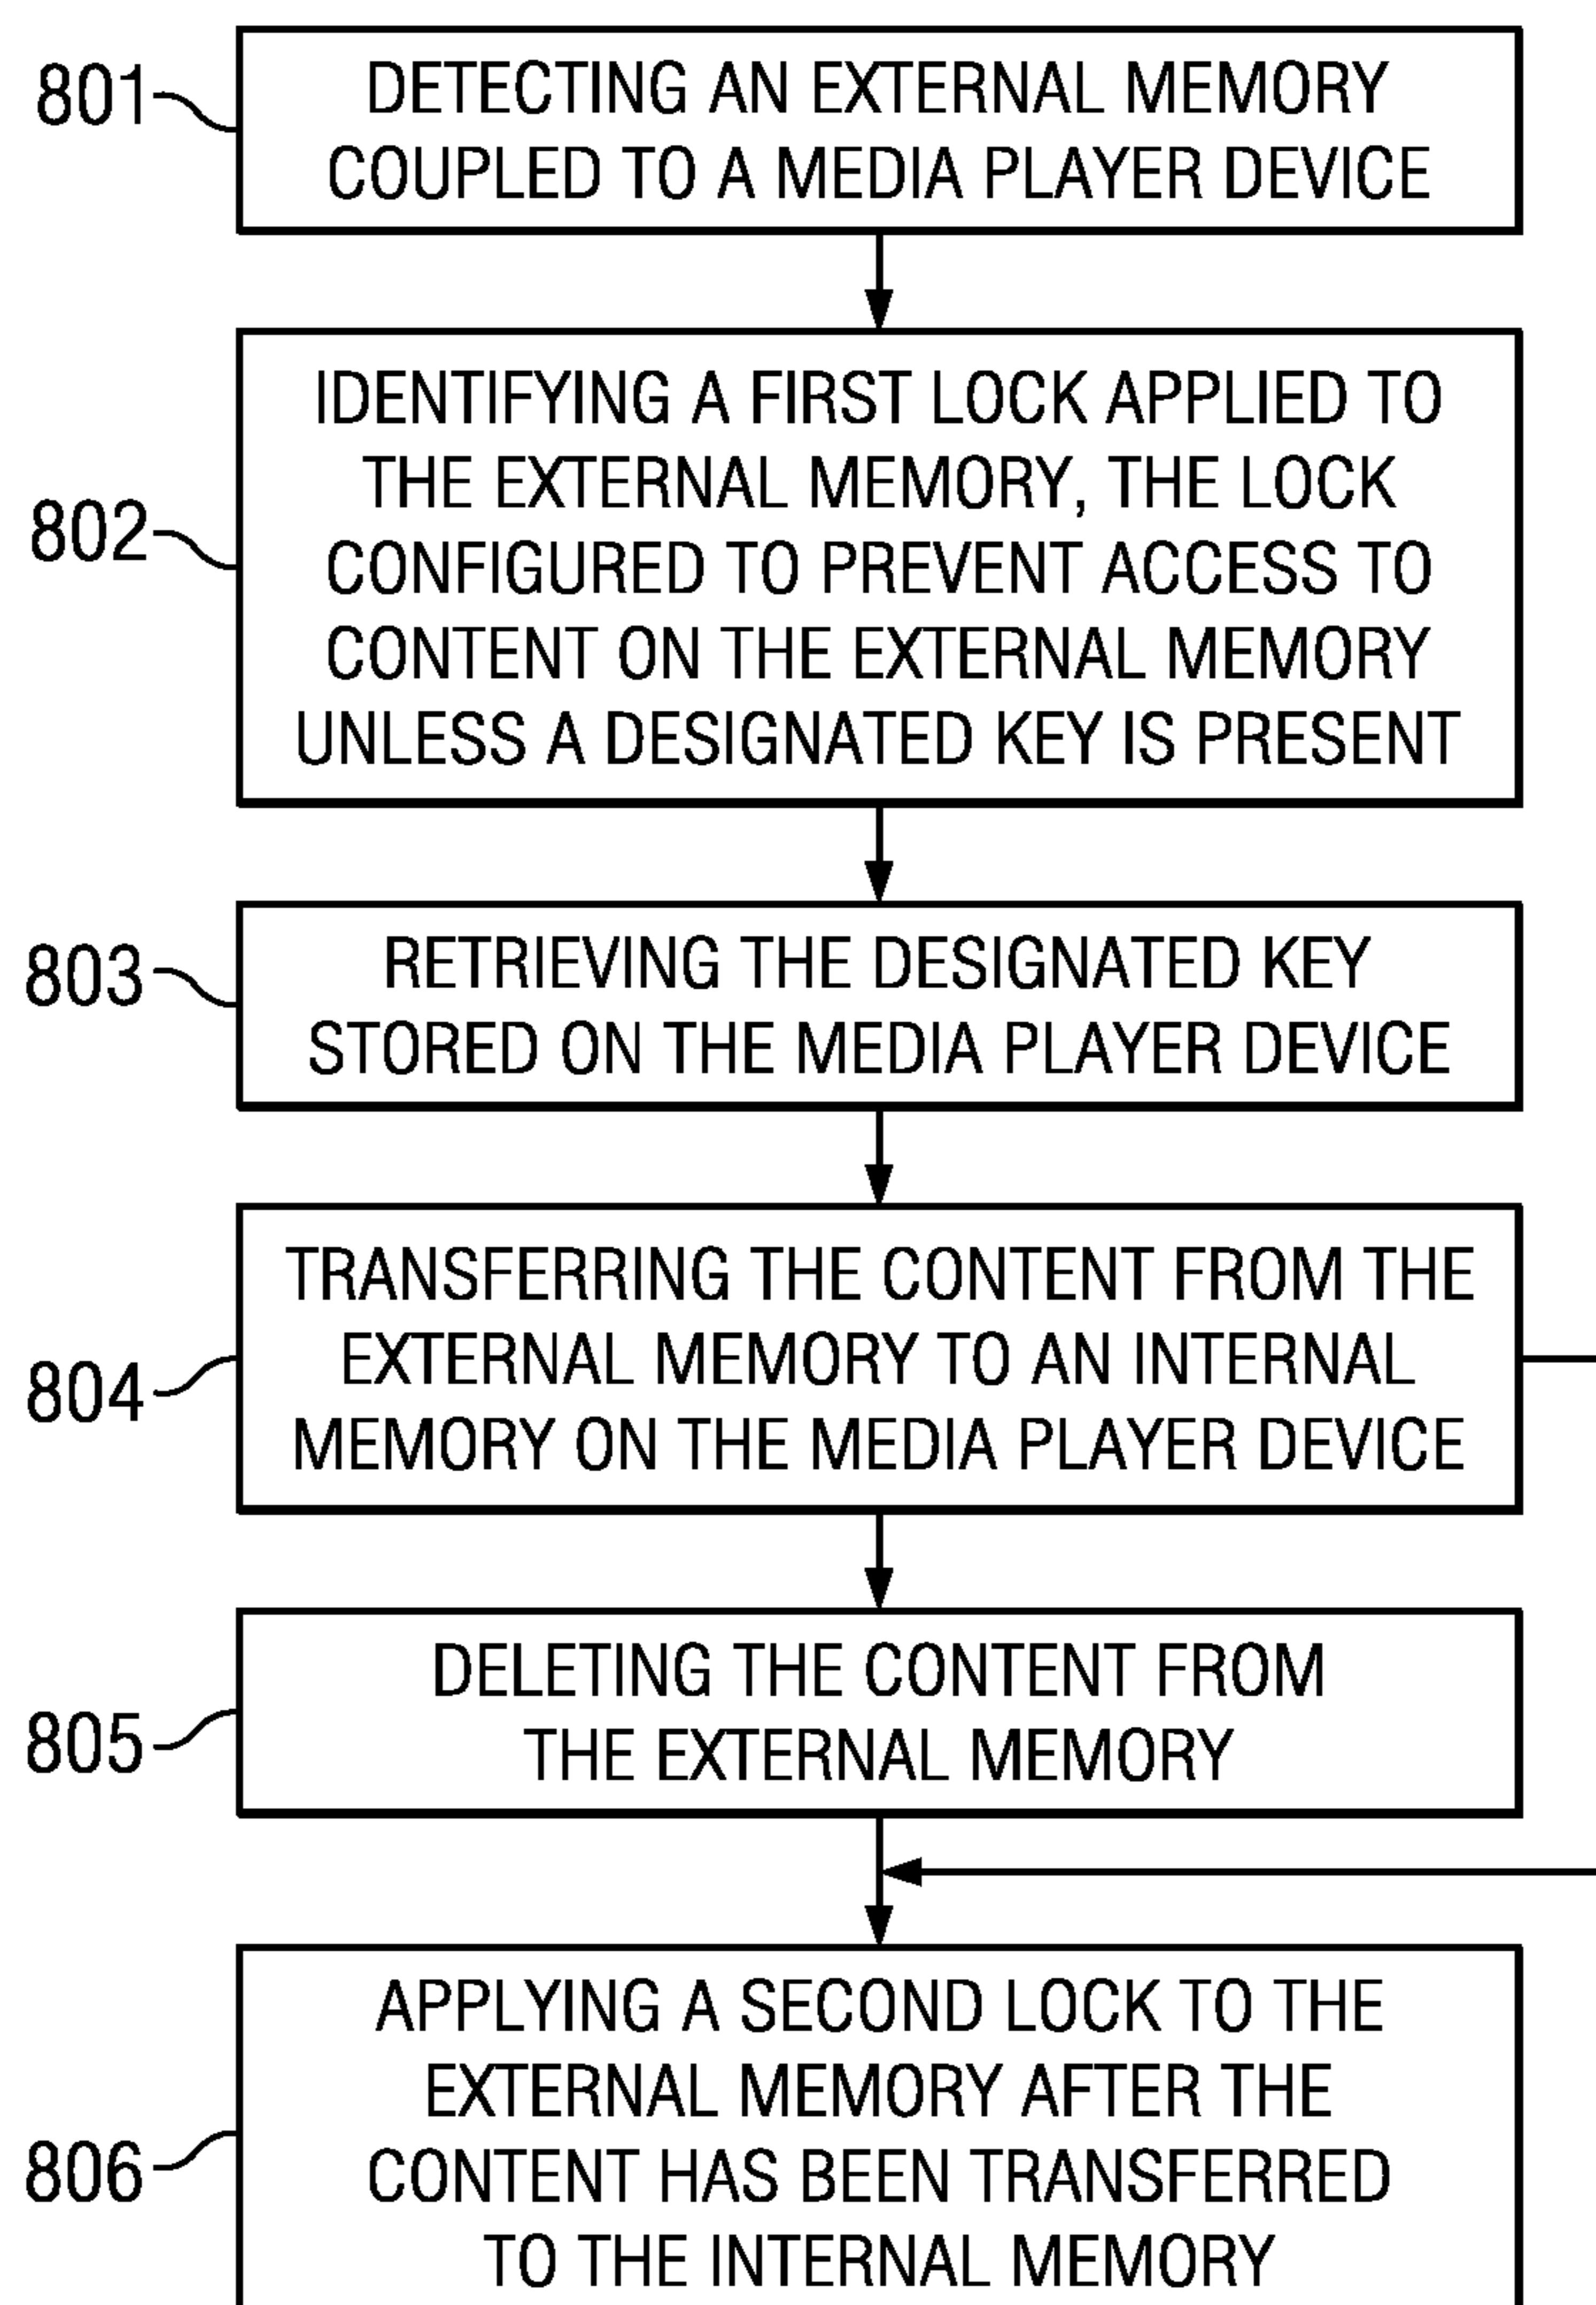 801
DETECTING AN EXTERNAL MEMORY
COUPLED TO A MEDIA PLAYER DEVICE
802
IDENTIFYING A FIRST LOCK APPLIED TO
THE EXTERNAL MEMORY, THE LOCK
CONFIGURED TO PREVENT ACCESS TO
CONTENT ON THE EXTERNAL MEMORY
UNLESS A DESIGNATED KEY IS PRESENT
803
RETRIEVING THE DESIGNATED KEY
STORED ON THE MEDIA PLAYER DEVICE
804
TRANSFERRING THE CONTENT FROM THE
EXTERNAL MEMORY TO AN INTERNAL
MEMORY ON THE MEDIA PLAYER DEVICE
805
DELETING THE CONTENT FROM
THE EXTERNAL MEMORY
806
APPLYING A SECOND LOCK TO THE
EXTERNAL MEMORY AFTER THE
CONTENT HAS BEEN TRANSFERRED
TO THE INTERNAL MEMORY